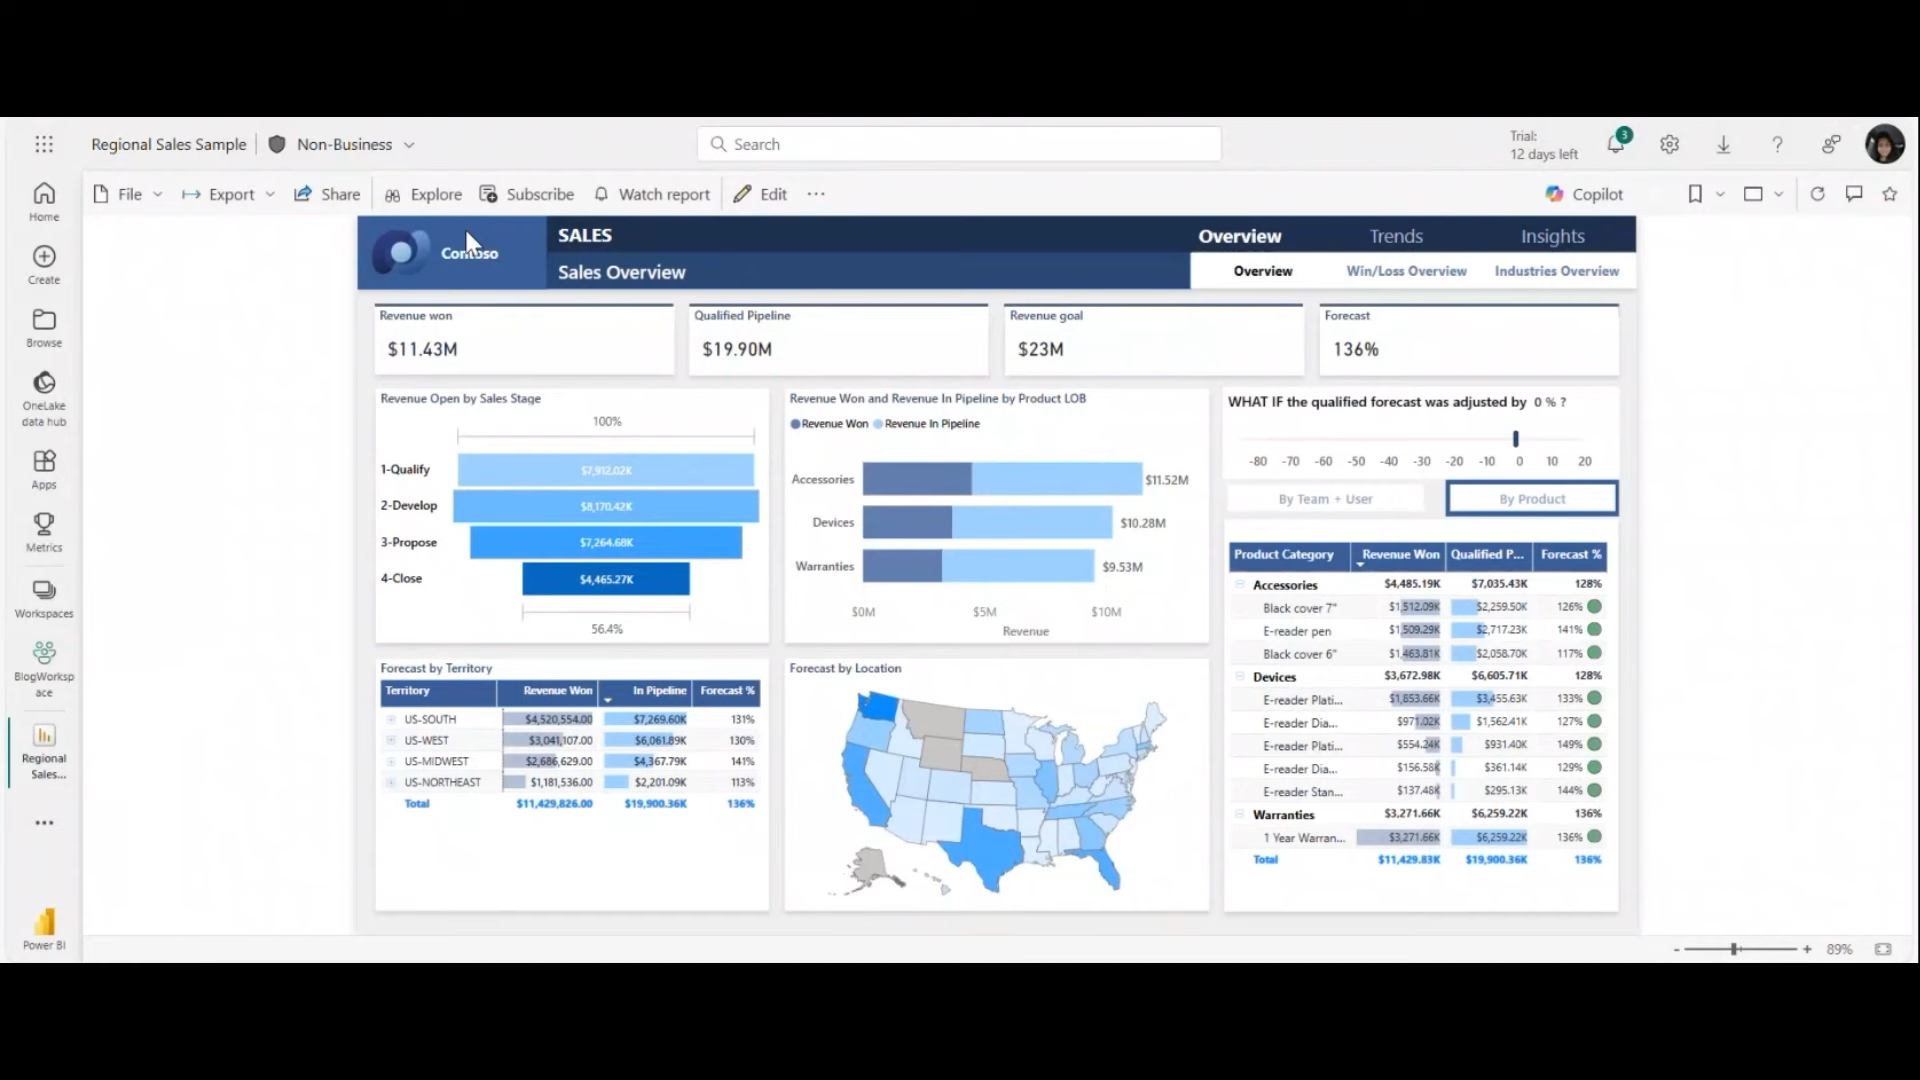 Regional Sales Sample
Non-Business
Search
Trial:
12 days left
3
File
Export
Share
Explore
Subscribe
Watch report
Edit
Copilot
Home
Create
Browse
OneLake
data hub
Apps
Metrics
Workspaces
BlogWorksp
ace
Regional
Sales...
Power BI
Contoso
SALES
Sales Overview
Overview Trends Insights
Overview Win/Loss Overview Industries Overview
Revenue won
$11.43M
Qualified Pipeline
$19.90M
Revenue goal
$23M
Forecast
136%
Revenue Open by Sales Stage
100%
1-Qualify $7,912.02K
2-Develop $8,170.42K
3-Propose $7,264.68K
4-Close $4,465.27K
56.4%
Revenue Won and Revenue In Pipeline by Product LOB
Revenue Won Revenue In Pipeline
Accessories $11.52M
Devices $10.28M
Warranties $9.53M
$0M $5M $10M
Revenue
WHAT IF the qualified forecast was adjusted by 0 % ?
-80 -70 -60 -50 -40 -30 -20 -10 0 10 20
By Team + User By Product
Product Category Revenue Won Qualified P... Forecast %
Accessories $4,485.19K $7,035.43K 128%
Black cover 7" $1,512.09K $2,259.50K 126%
E-reader pen $1,509.29K $2,717.23K 141%
Black cover 6" $1,463.81K $2,058.70K 117%
Devices $3,672.98K $6,605.71K 128%
E-reader Plati... $1,853.66K $3,455.63K 133%
E-reader Dia... $971.02K $1,562.41K 127%
E-reader Plati... $554.24K $931.40K 149%
E-reader Dia... $156.58K $361.14K 129%
E-reader Stan... $137.48K $295.13K 144%
Warranties $3,271.66K $6,259.22K 136%
1 Year Warran... $3,271.66K $6,259.22K 136%
Total $11,429.83K $19,900.36K 136%
Forecast by Territory
Territory Revenue Won In Pipeline Forecast %
US-SOUTH $4,520,554.00 $7,269.60K 131%
US-WEST $3,041,107.00 $6,061.89K 130%
US-MIDWEST $2,686,629.00 $4,367.79K 141%
US-NORTHEAST $1,181,536.00 $2,201.09K 113%
Total $11,429,826.00 $19,900.36K 136%
Forecast by Location
- + 89%